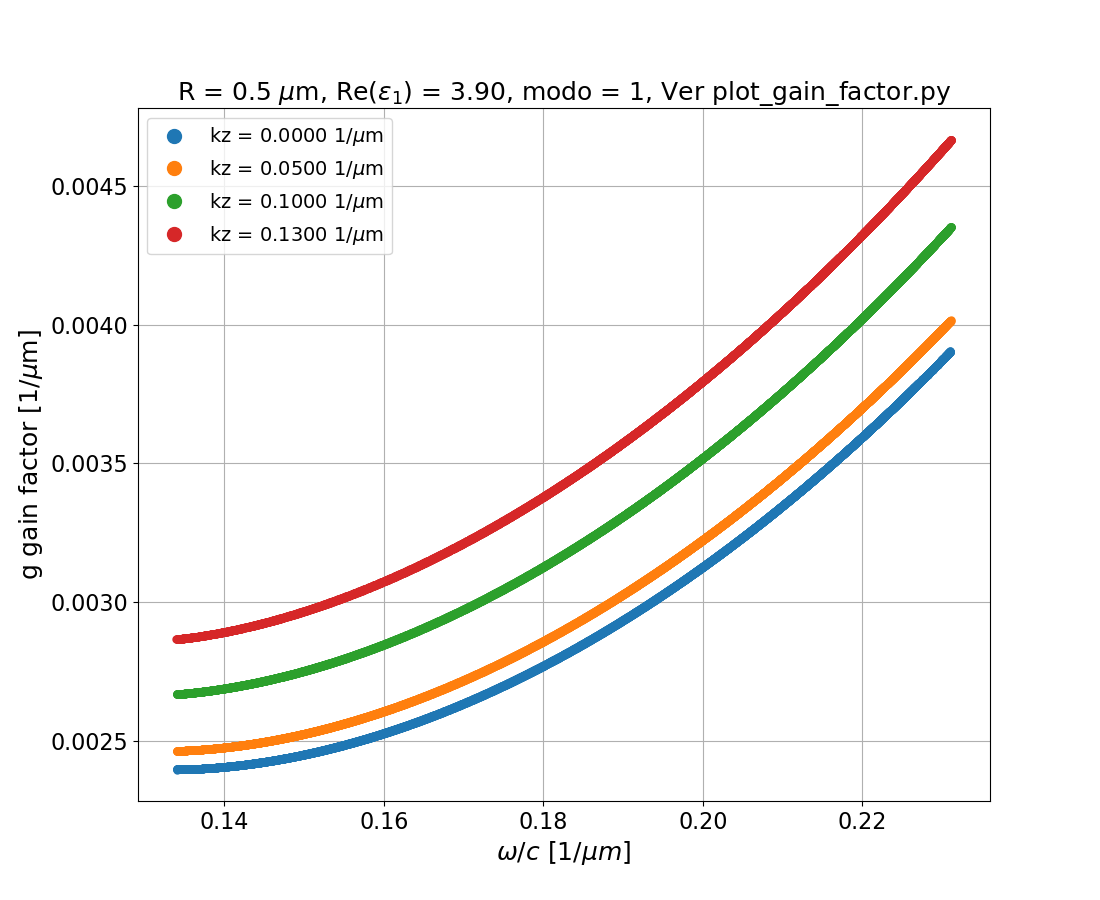 R = 0.5 μm, Re(ε₁) = 3.90, modo = 1, Ver plot_gain_factor.py
kz = 0.0000 1/μm
kz = 0.0500 1/μm
kz = 0.1000 1/μm
kz = 0.1300 1/μm
g gain factor [1/μm]
0.0045
0.0040
0.0035
0.0030
0.0025
0.14 0.16 0.18 0.20 0.22
ω/c [1/μm]